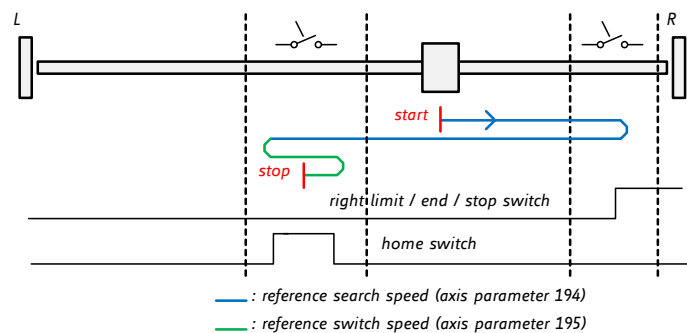 L
R
start
stop
right limit / end / stop switch
home switch
: reference search speed (axis parameter 194)
: reference switch speed (axis parameter 195)